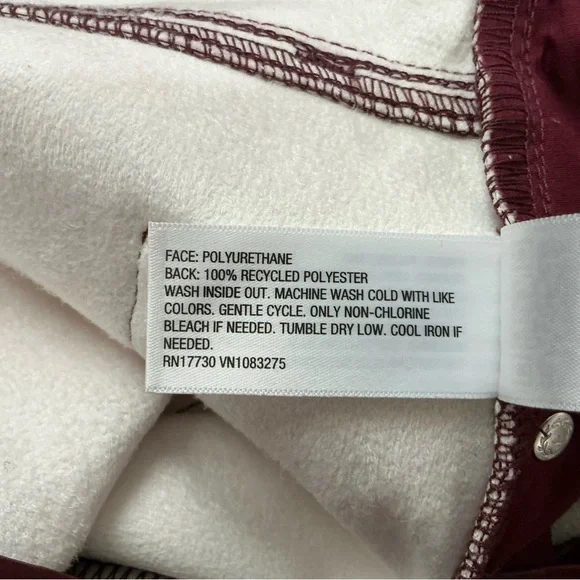 FACE: POLYURETHANE
BACK: 100% RECYCLED POLYESTER
WASH INSIDE OUT. MACHINE WASH COLD WITH LIKE
COLORS. GENTLE CYCLE. ONLY NON-CHLORINE
BLEACH IF NEEDED. TUMBLE DRY LOW. COOL IRON IF
NEEDED.
RN17730 VN1083275